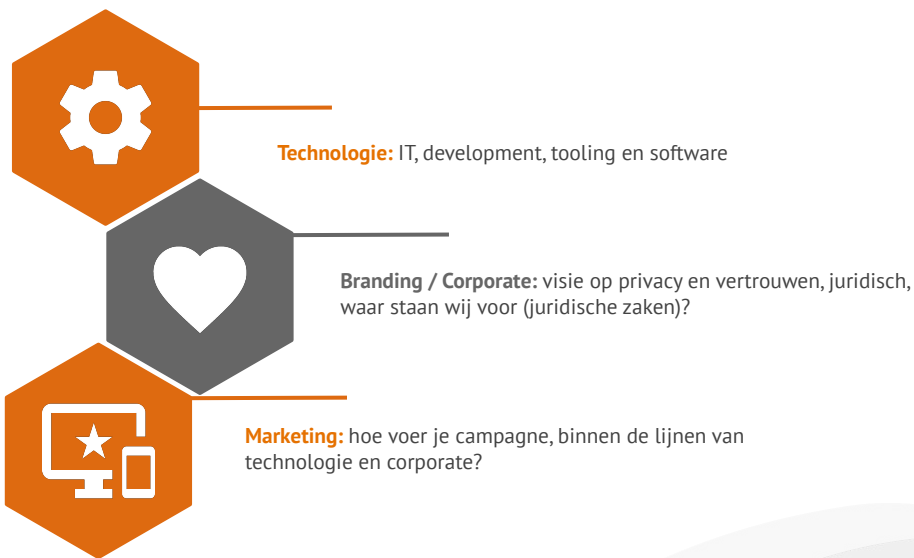 Technologie: IT, development, tooling en software
Branding / Corporate: visie op privacy en vertrouwen, juridisch,
waar staan wij voor (juridische zaken)?
Marketing: hoe voer je campagne, binnen de lijnen van
technologie en corporate?